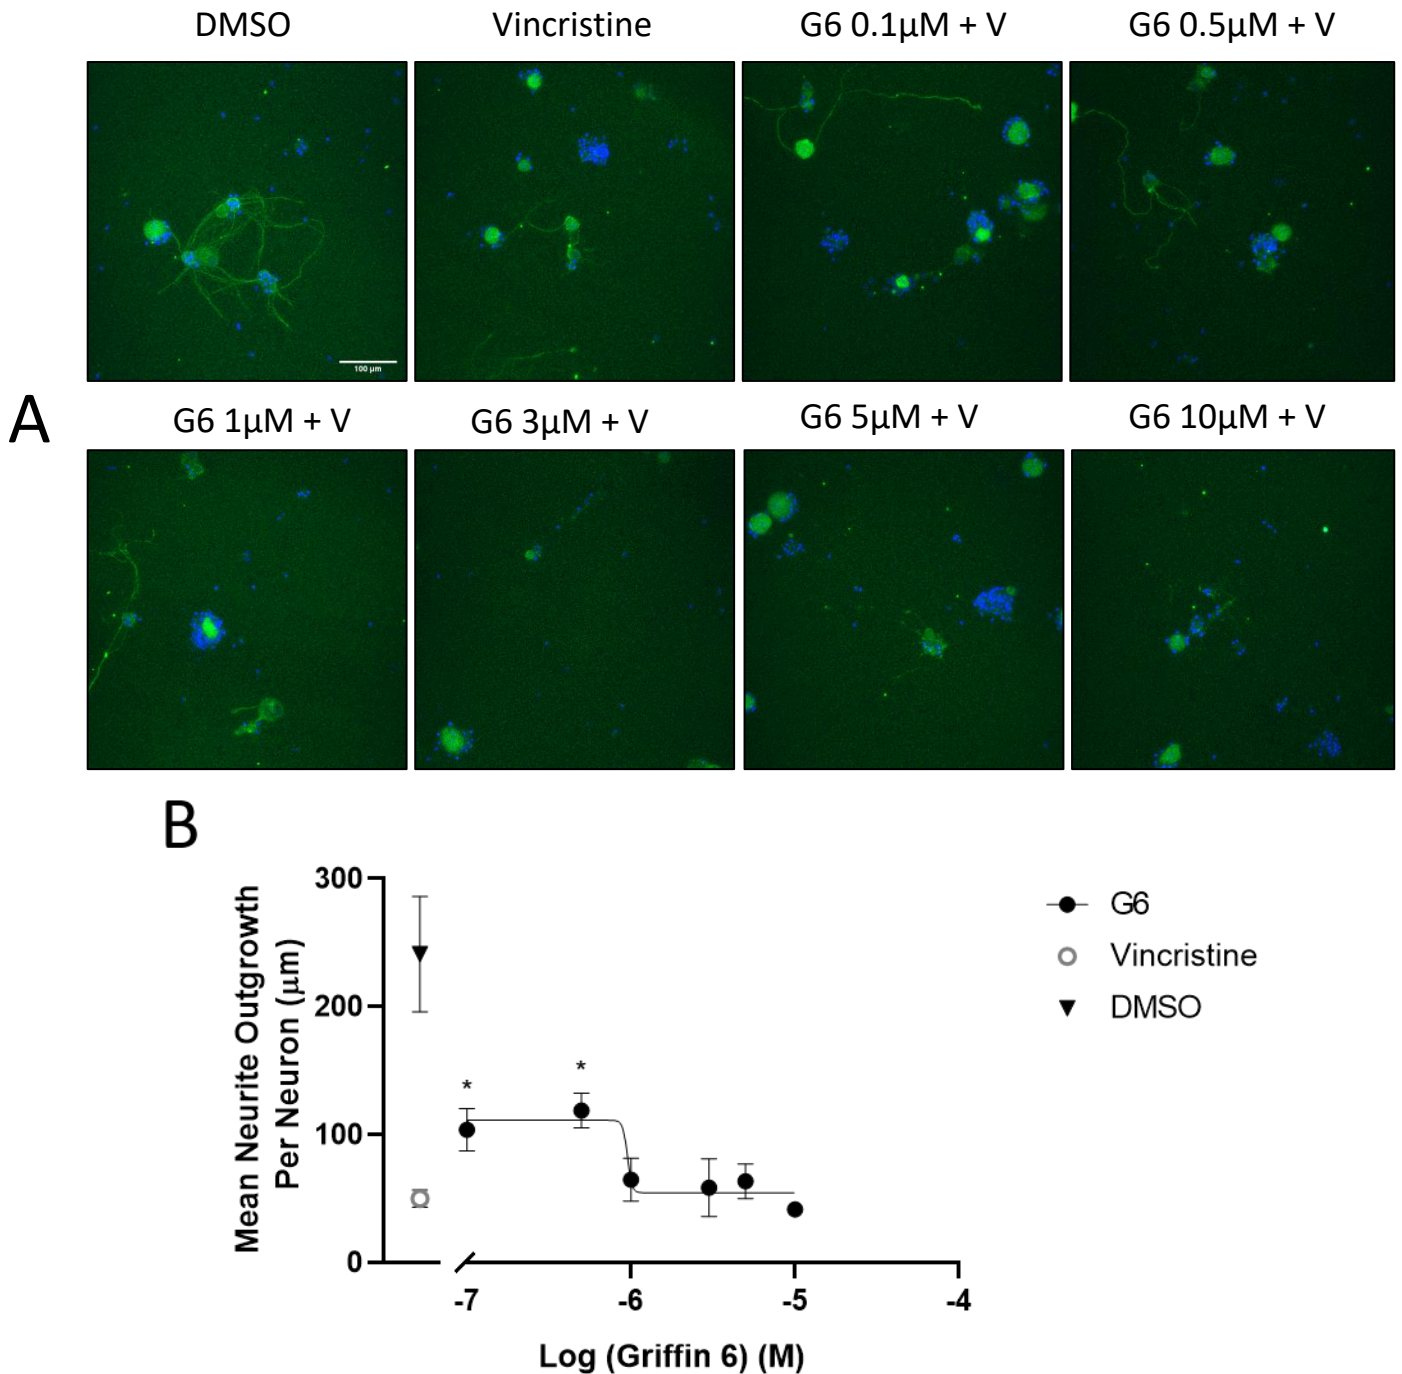 DMSO
Vincristine
G6 0.1µM + V
G6 0.5µM + V
100 µm
A
G6 1µM + V
G6 3µM + V
G6 5µM + V
G6 10µM + V
B
Mean Neurite Outgrowth
Per Neuron (µm)
300
200
100
0
*
*
-7
-6
-5
-4
Log (Griffin 6) (M)
G6
Vincristine
DMSO